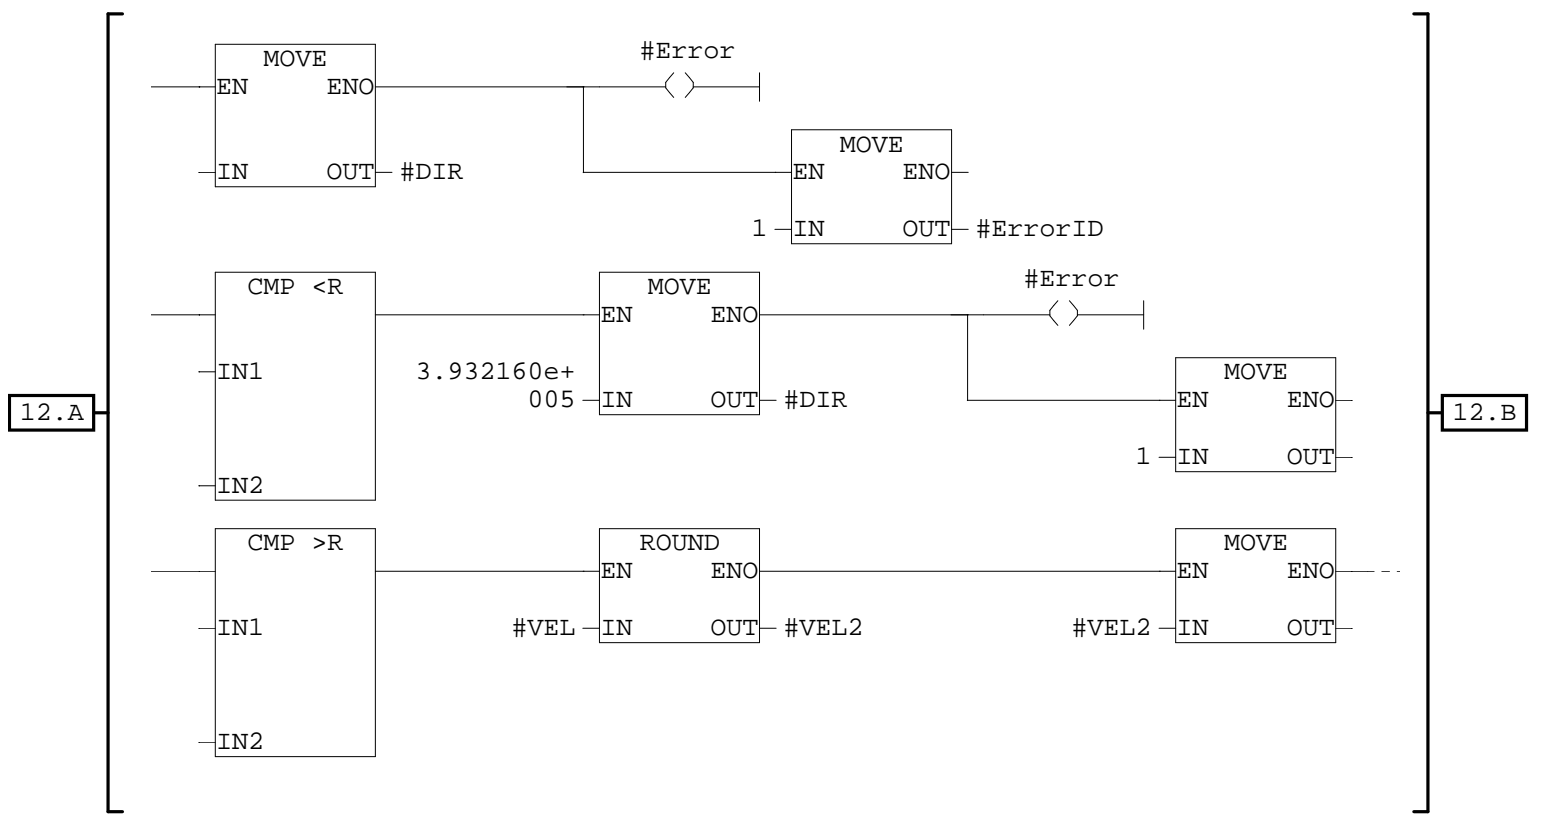 #Error
MOVE
EN ENO
IN OUT #DIR
MOVE
EN ENO
1 IN OUT #ErrorID
CMP <R
IN1
IN2
MOVE
EN ENO
3.932160e+
005 IN OUT #DIR
#Error
MOVE
EN ENO
1 IN OUT
12.A
12.B
CMP >R
IN1
IN2
ROUND
EN ENO
#VEL IN OUT #VEL2
MOVE
EN ENO
#VEL2 IN OUT